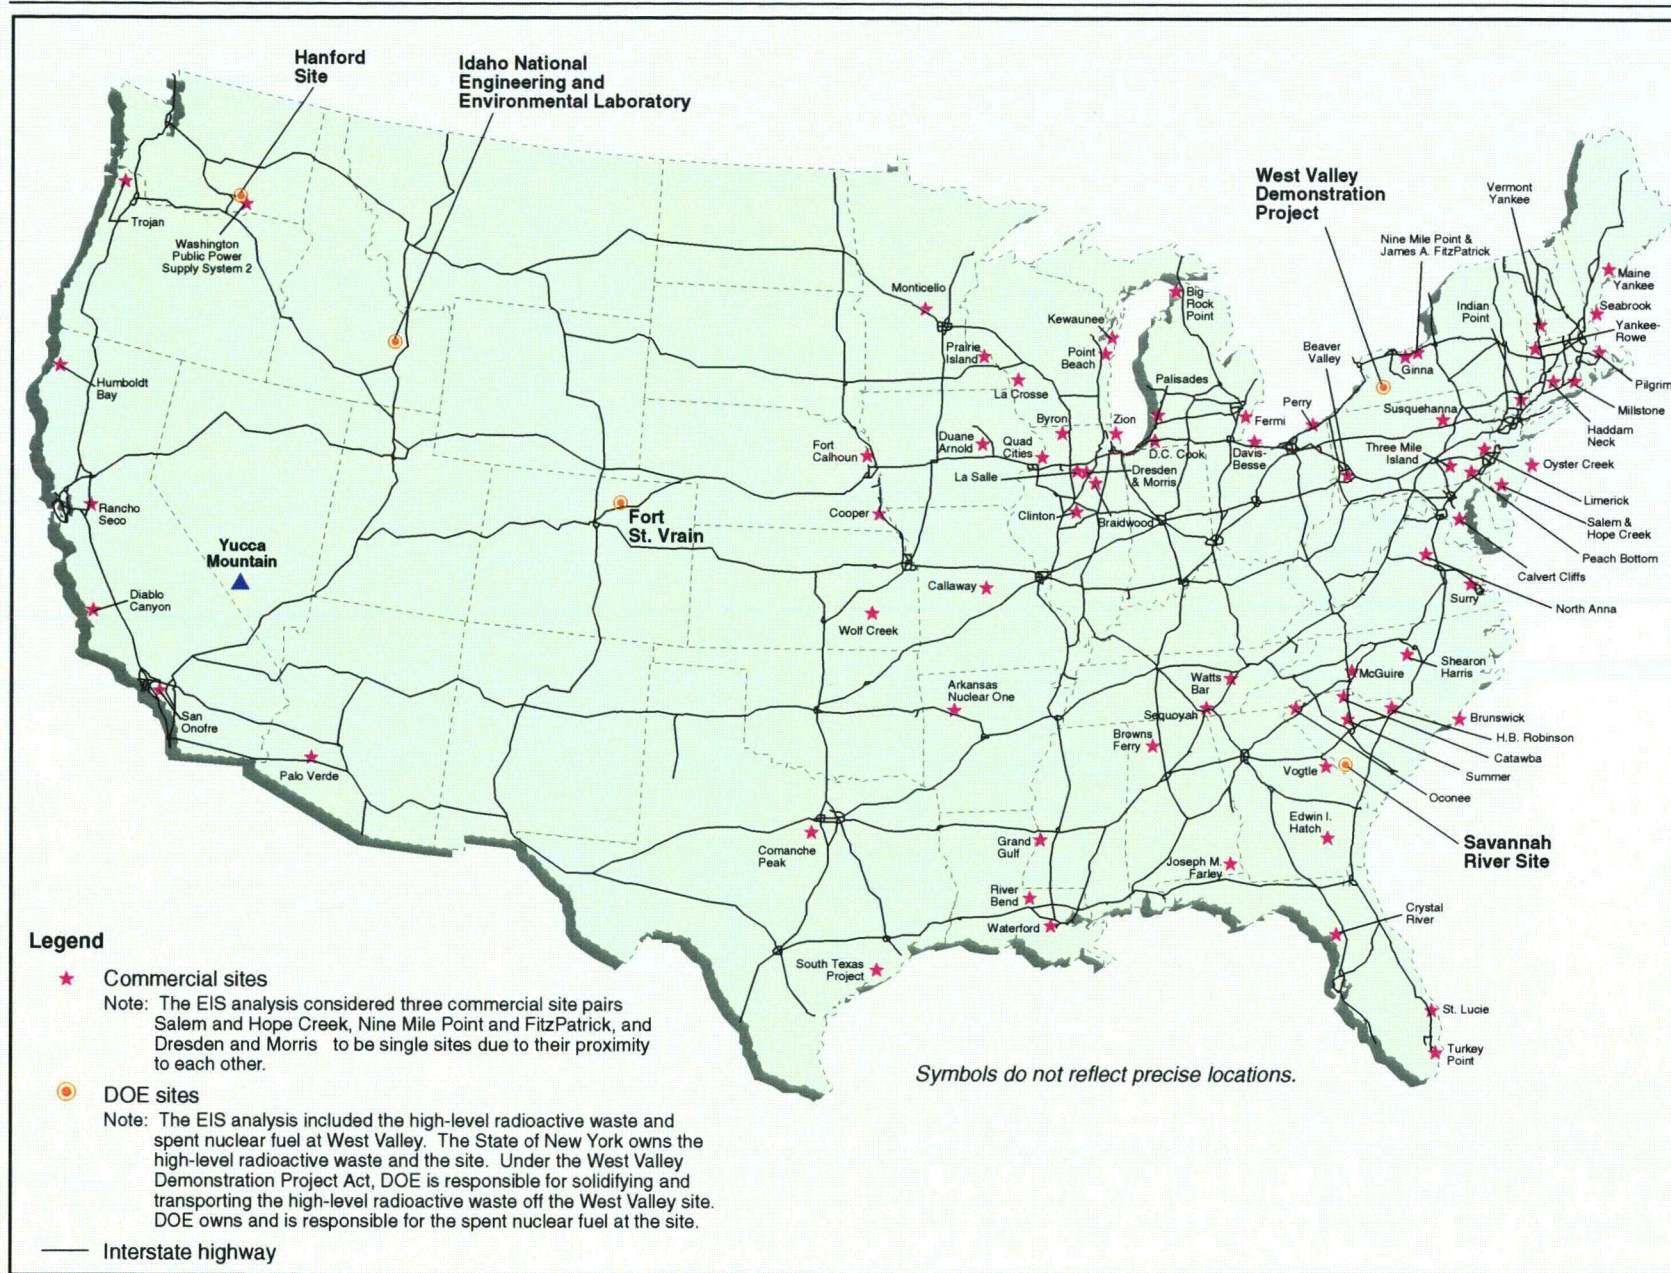 Hanford
Site
Idaho National
Engineering and
Environmental Laboratory
West Valley
Demonstration
Project
Vermont
Yankee
Nine Mile Point &
James A. FitzPatrick
Trojan
Washington
Public Power
Supply System 2
Monticello
Big
Rock
Point
Kewaunee
Prairie
Island
Point
Beach
La Crosse
Palisades
Indian
Point
Beaver
Valley
Ginna
Maine
Yankee
Seabrook
Yankee-
Rowe
Pilgrim
Millstone
Haddam
Neck
Humboldt
Bay
Fort
Calhoun
Duane
Arnold
Quad
Cities
Byron
Zion
D.C. Cook
Fermi
Davis-
Besse
Perry
Susquehanna
Three Mile
Island
Oyster Creek
Limerick
Salem &
Hope Creek
Peach Bottom
Calvert Cliffs
North Anna
Surry
La Salle
Dresden
& Morris
Clinton
Braidwood
Cooper
Rancho
Seco
Yucca
Mountain
Fort
St. Vrain
Diablo
Canyon
Callaway
Wolf Creek
Arkansas
Nuclear One
Watts
Bar
Sequoyah
Browns
Ferry
McGuire
Shearon
Harris
Brunswick
H.B. Robinson
Catawba
Summer
Oconee
Vogtle
San
Onofre
Palo Verde
Comanche
Peak
Grand
Gulf
Edwin I.
Hatch
Joseph M.
Farley
Savannah
River Site
River
Bend
Waterford
South Texas
Project
Crystal
River
St. Lucie
Turkey
Point
Symbols do not reflect precise locations.
Legend
Commercial sites
Note: The EIS analysis considered three commercial site pairs
Salem and Hope Creek, Nine Mile Point and FitzPatrick, and
Dresden and Morris to be single sites due to their proximity
to each other.
DOE sites
Note: The EIS analysis included the high-level radioactive waste and
spent nuclear fuel at West Valley. The State of New York owns the
high-level radioactive waste and the site. Under the West Valley
Demonstration Project Act, DOE is responsible for solidifying and
transporting the high-level radioactive waste off the West Valley site.
DOE owns and is responsible for the spent nuclear fuel at the site.
Interstate highway